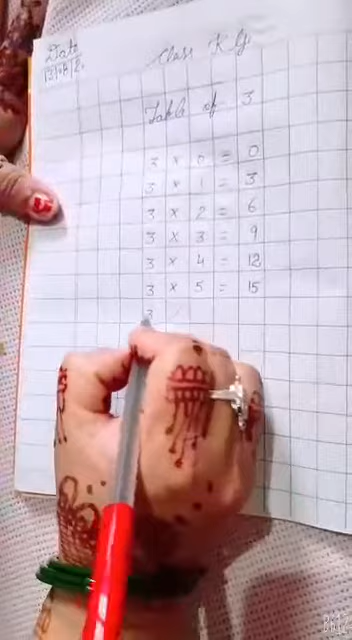 Date
Class K.G
Table of 3
3 x 0 = 0
3 x 1 = 3
3 x 2 = 6
3 x 3 = 9
3 x 4 = 12
3 x 5 = 15
3